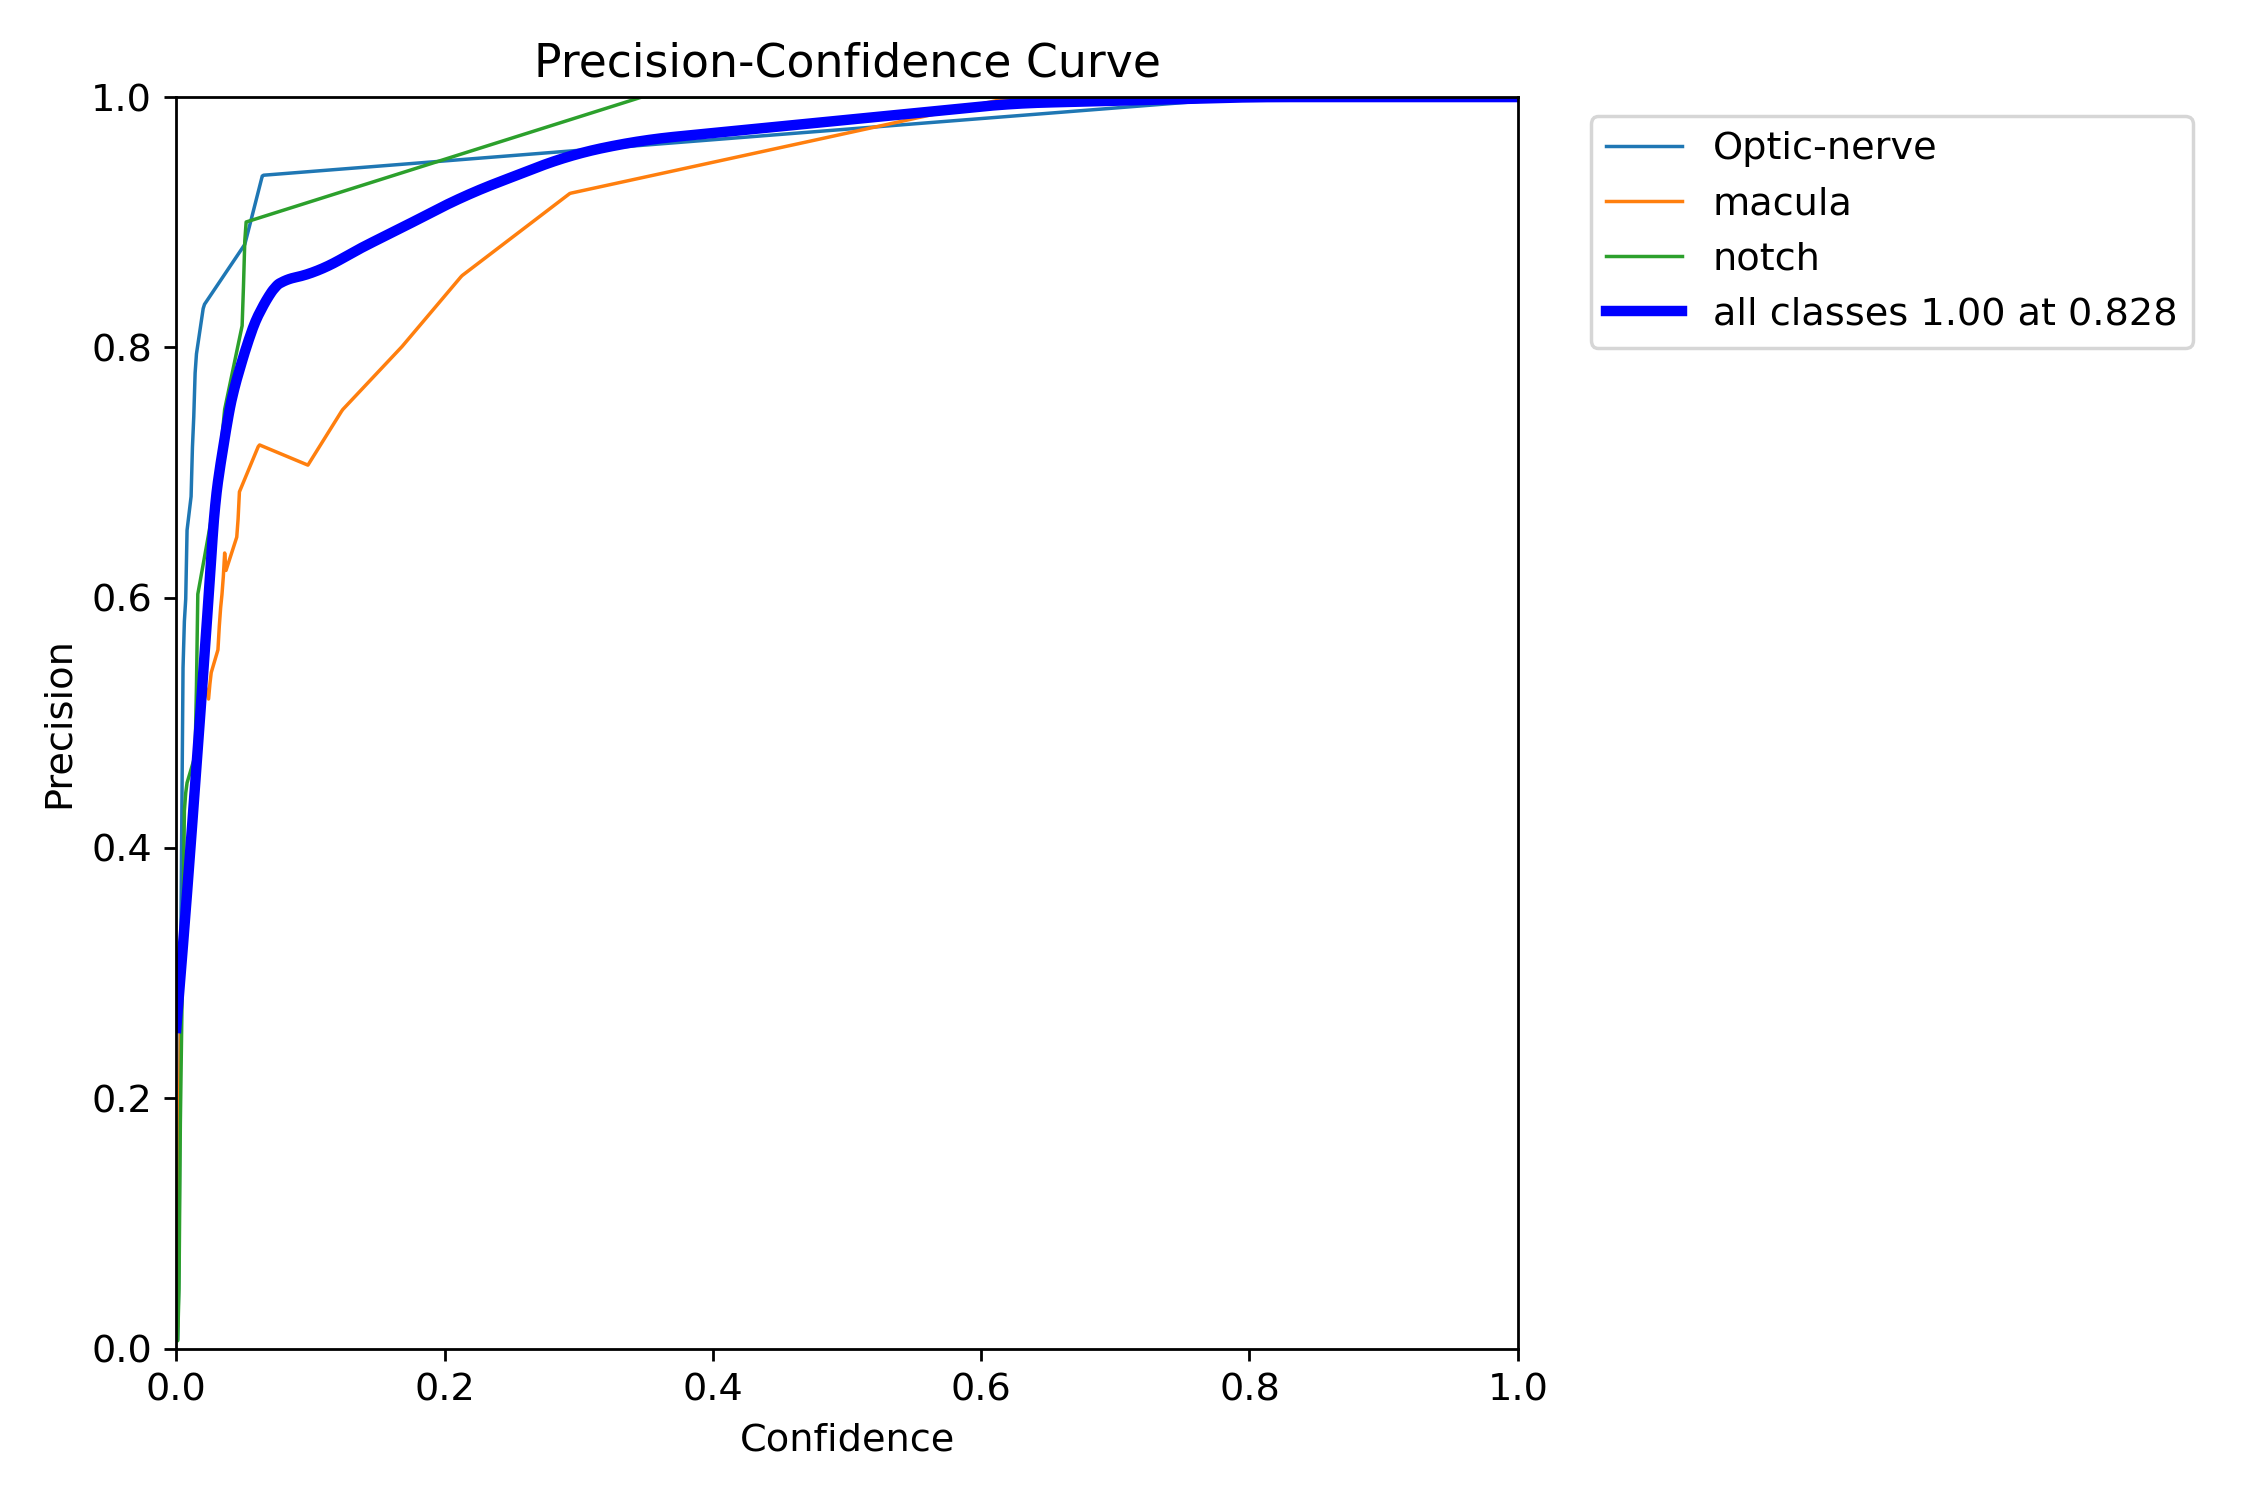 Precision-Confidence Curve
1.0
0.8
0.6
0.4
0.2
0.0
Precision
0.0 0.2 0.4 0.6 0.8 1.0
Confidence
Optic-nerve
macula
notch
all classes 1.00 at 0.828